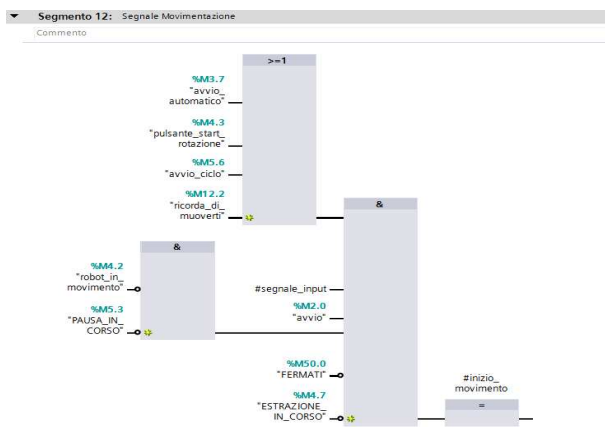 Segmento 12: Segnale Movimentazione
Commento
>=1
%M3.7
"avvio_
automatico"
%M4.3
"pulsante_start_
rotazione"
%M5.6
"avvio_ciclo"
%M12.2
"ricorda_di_
muoverti"
&
&
%M4.2
"robot_in_
movimento"
%M5.3
"PAUSA_IN_
CORSO"
#segnale_input
%M2.0
"avvio"
%M50.0
"FERMATI"
%M4.7
"ESTRAZIONE_
IN_CORSO"
#inizio_
movimento
=